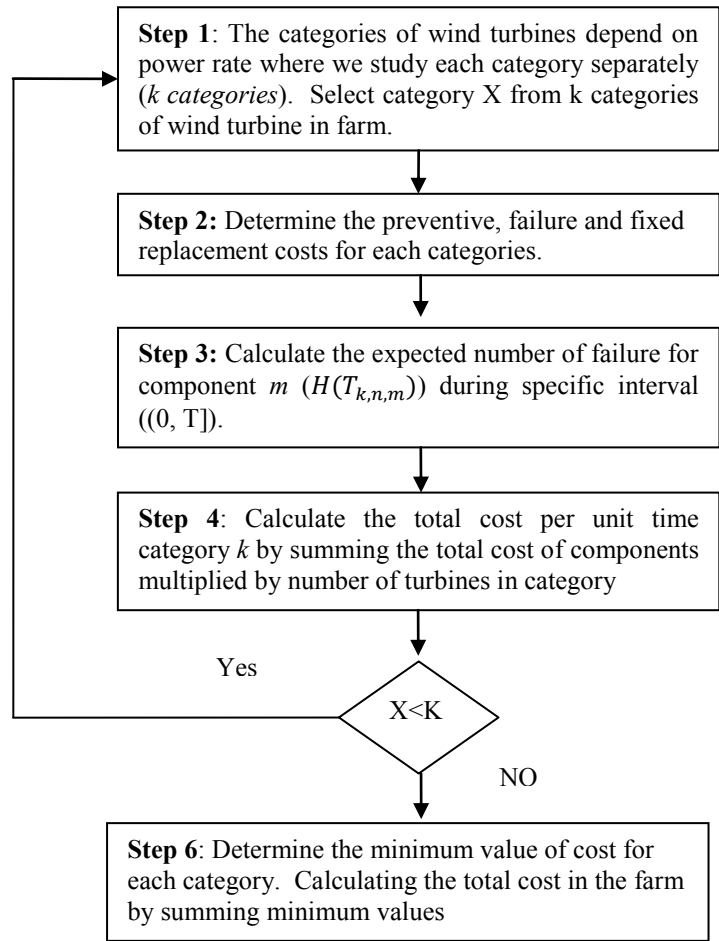 Step 1: The categories of wind turbines depend on
power rate where we study each category separately
(k categories). Select category X from k categories
of wind turbine in farm.
Step 2: Determine the preventive, failure and fixed
replacement costs for each categories.
Step 3: Calculate the expected number of failure for
component m (H(T_{k,n,m})) during specific interval
((0, T]).
Step 4: Calculate the total cost per unit time
category k by summing the total cost of components
multiplied by number of turbines in category
Yes
X<K
NO
Step 6: Determine the minimum value of cost for
each category. Calculating the total cost in the farm
by summing minimum values